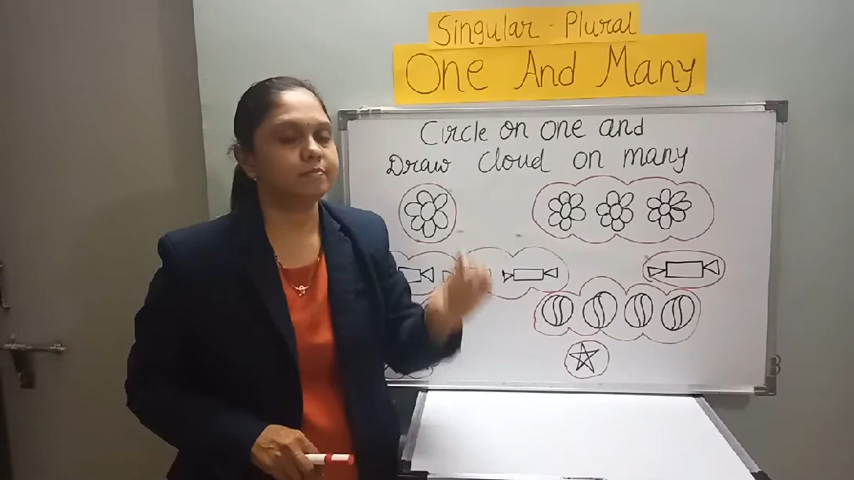 Singular - Plural
One And Many
Circle on one and
Draw Cloud on many